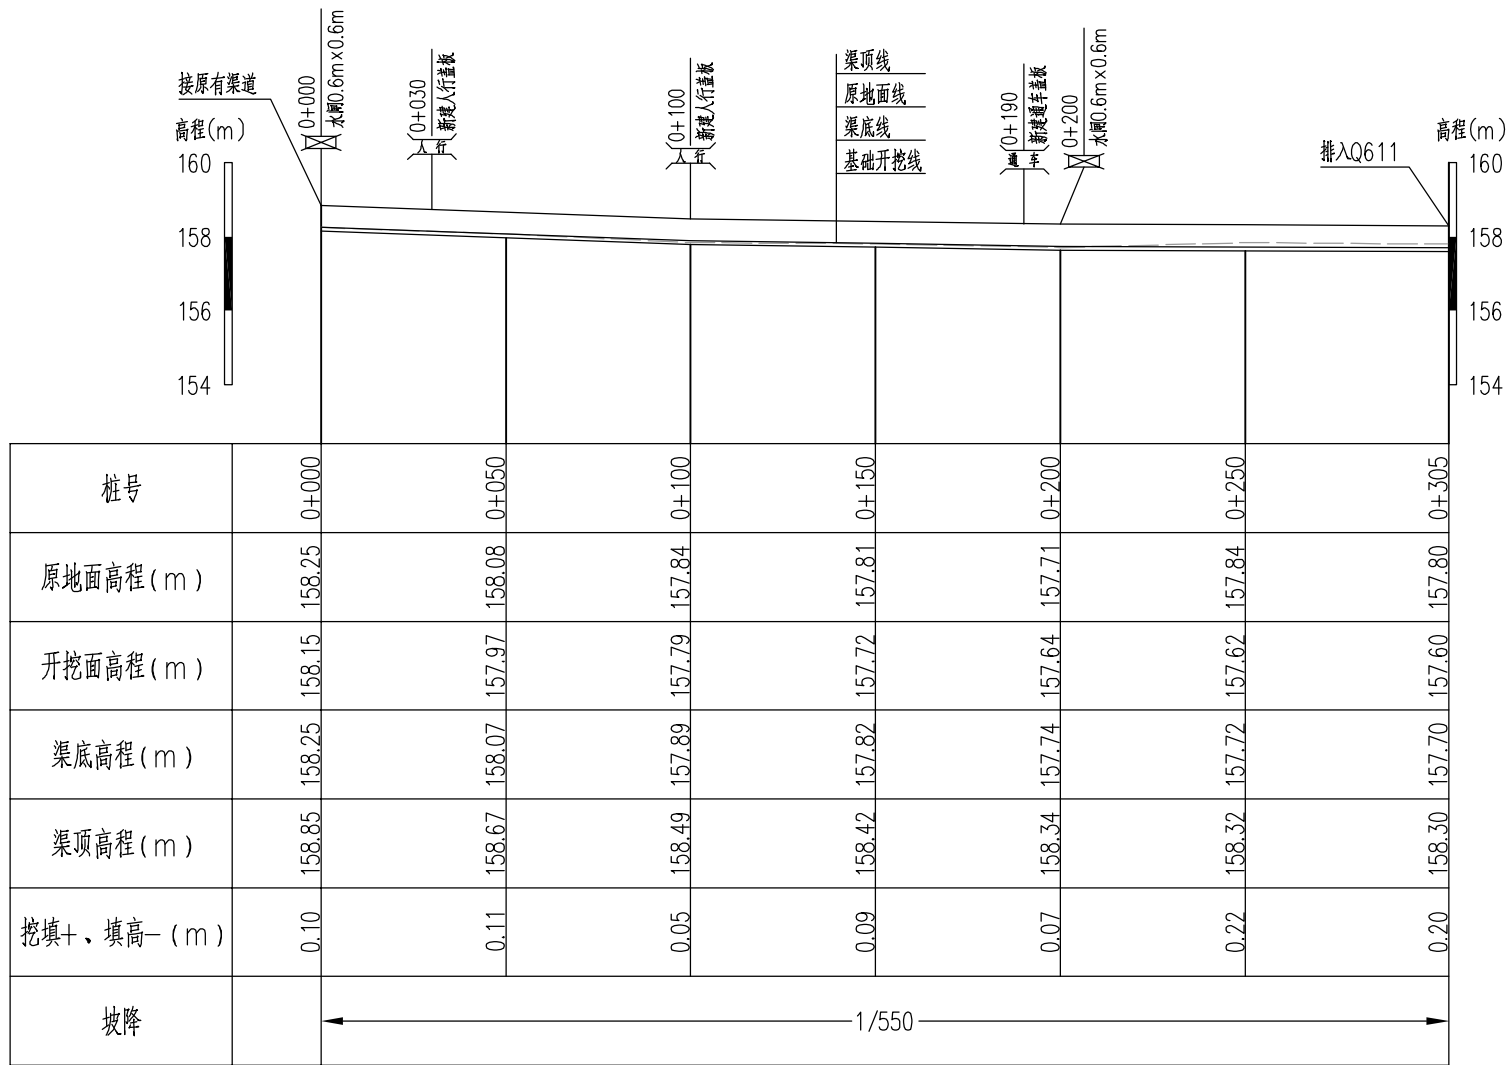 接原有渠道
0+000
水闸0.6m×0.6m
0+030
新建人行盖板
人行
0+100
新建人行盖板
人行
渠顶线
原地面线
渠底线
基础开挖线
0+190
新建通车盖板
通车
0+200
水闸0.6m×0.6m
排入Q611
高程(m)
160
158
156
154
高程(m)
160
158
156
154
桩号 0+000 0+050 0+100 0+150 0+200 0+250 0+305
原地面高程(m) 158.25 158.08 157.84 157.81 157.71 157.84 157.80
开挖面高程(m) 158.15 157.97 157.79 157.72 157.64 157.62 157.60
渠底高程(m) 158.25 158.07 157.89 157.82 157.74 157.72 157.70
渠顶高程(m) 158.85 158.67 158.49 158.42 158.34 158.32 158.30
挖填+、填高-(m) 0.10 0.11 0.05 0.09 0.07 0.22 0.20
坡降 1/550